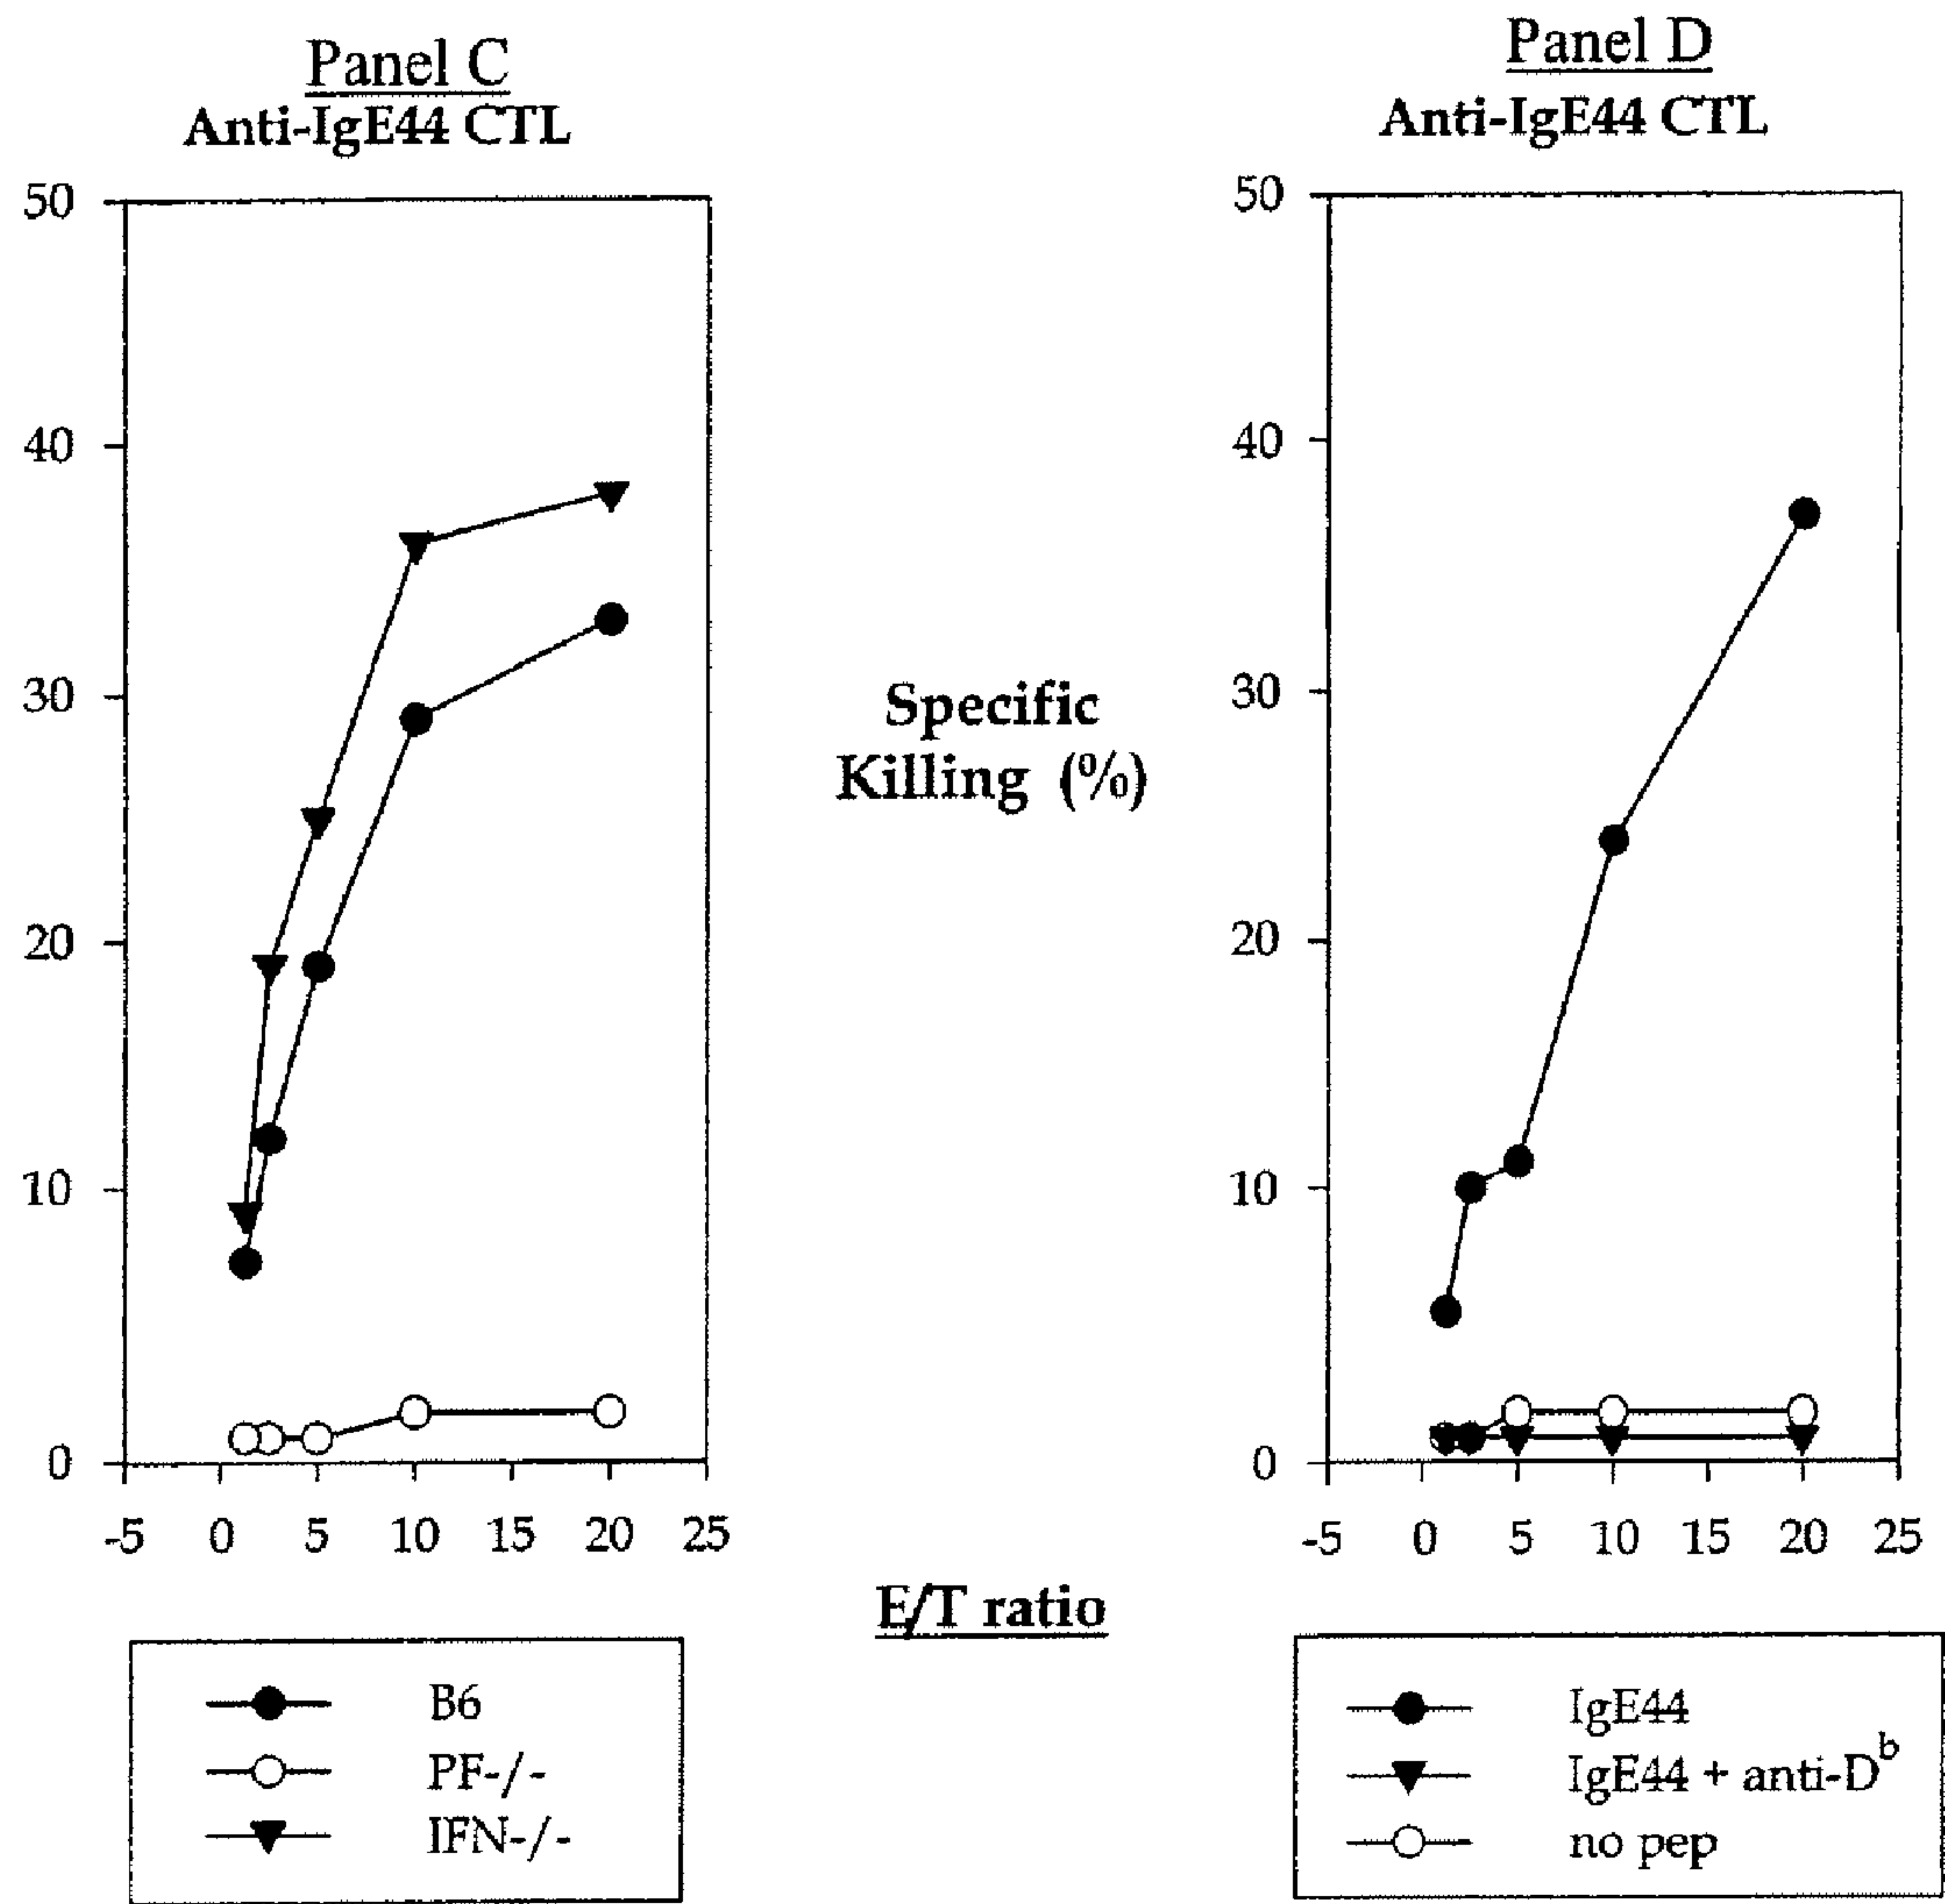 Panel C
Anti-IgE44 CTL
50
40
30
20
10
0
-5 0 5 10 15 20 25
B6
PF-/-
IFN-/-
Specific
Killing (%)
E/T ratio
Panel D
Anti-IgE44 CTL
50
40
30
20
10
0
-5 0 5 10 15 20 25
IgE44
IgE44 + anti-D^b
no pep